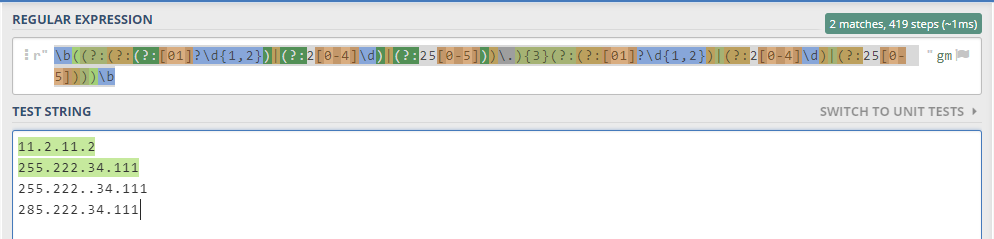 REGULAR EXPRESSION
2 matches, 419 steps (~1ms)
r" \b((?:(?:(?:[01]?\d{1,2})|(?:2[0-4]\d)|(?:25[0-5]))\.){3}(?:(?:[01]?\d{1,2})|(?:2[0-4]\d)|(?:25[0- " gm
5])))\b
TEST STRING
SWITCH TO UNIT TESTS
11.2.11.2
255.222.34.111
255.222..34.111
285.222.34.111